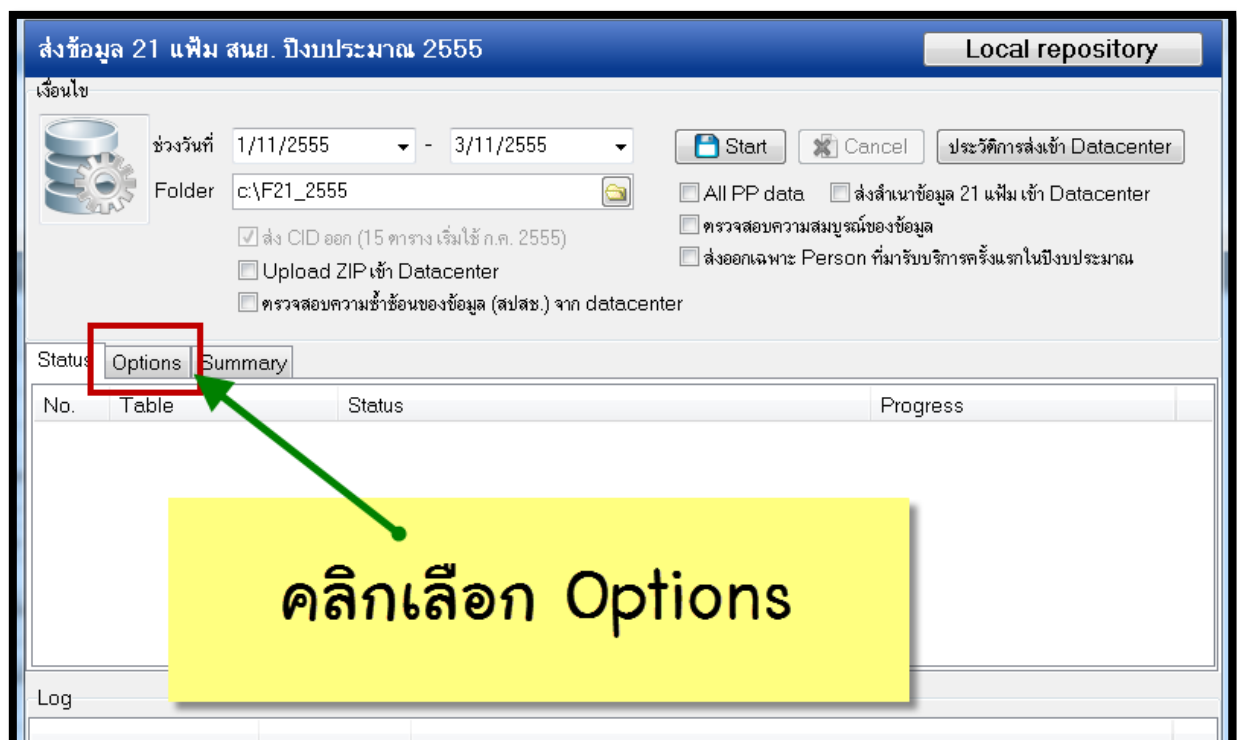 ส่งข้อมูล 21 แฟ้ม สนย. ปีงบประมาณ 2555 Local repository
เงื่อนไข
ช่วงวันที่ 1/11/2555 - 3/11/2555 Start Cancel ประวัติการส่งเข้า Datacenter
Folder c:\F21_2555 All PP data ส่งสำเนาข้อมูล 21 แฟ้ม เข้า Datacenter
ตรวจสอบความสมบูรณ์ของข้อมูล
ส่ง CID ออก (15 ตาราง เริ่มใช้ ก.ค. 2555)
ส่งออกเฉพาะ Person ที่มารับบริการครั้งแรกในปีงบประมาณ
Upload ZIP เข้า Datacenter
ตรวจสอบความซ้ำซ้อนของข้อมูล (สปสช.) จาก datacenter
Status Options Summary
No. Table Status Progress
คลิกเลือก Options
Log